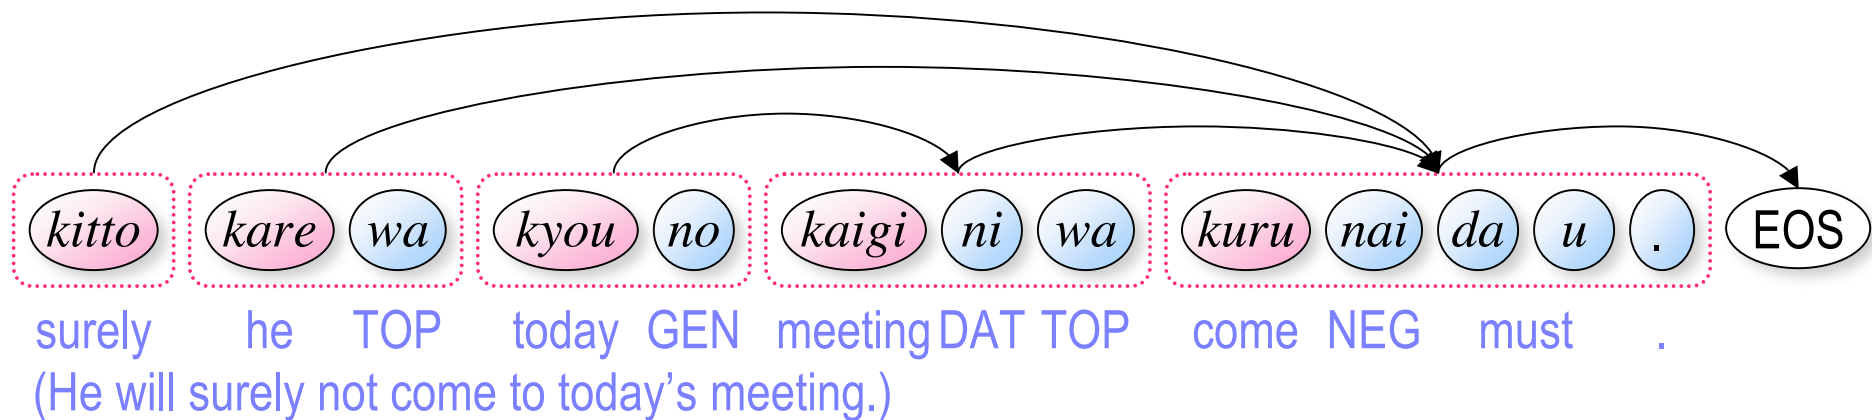 kitto kare wa kyou no kaigi ni wa kuru nai da u . EOS
surely he TOP today GEN meeting DAT TOP come NEG must .
(He will surely not come to today's meeting.)